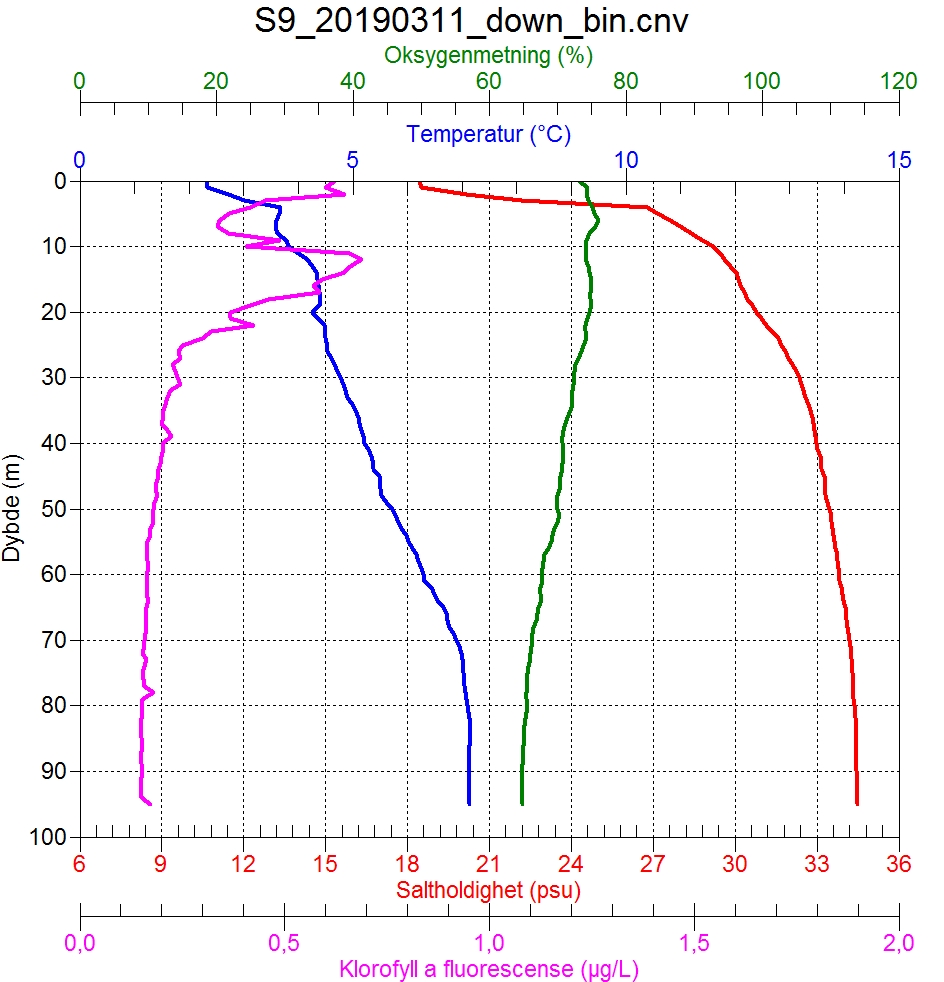 S9_20190311_down_bin.cnv
Oksygenmetning (%)
0 20 40 60 80 100 120
Temperatur (°C)
0 5 10 15
0
10
20
30
40
50
60
70
80
90
100
Dybde (m)
6 9 12 15 18 21 24 27 30 33 36
Saltholdighet (psu)
0,0 0,5 1,0 1,5 2,0
Klorofyll a fluorescense (µg/L)